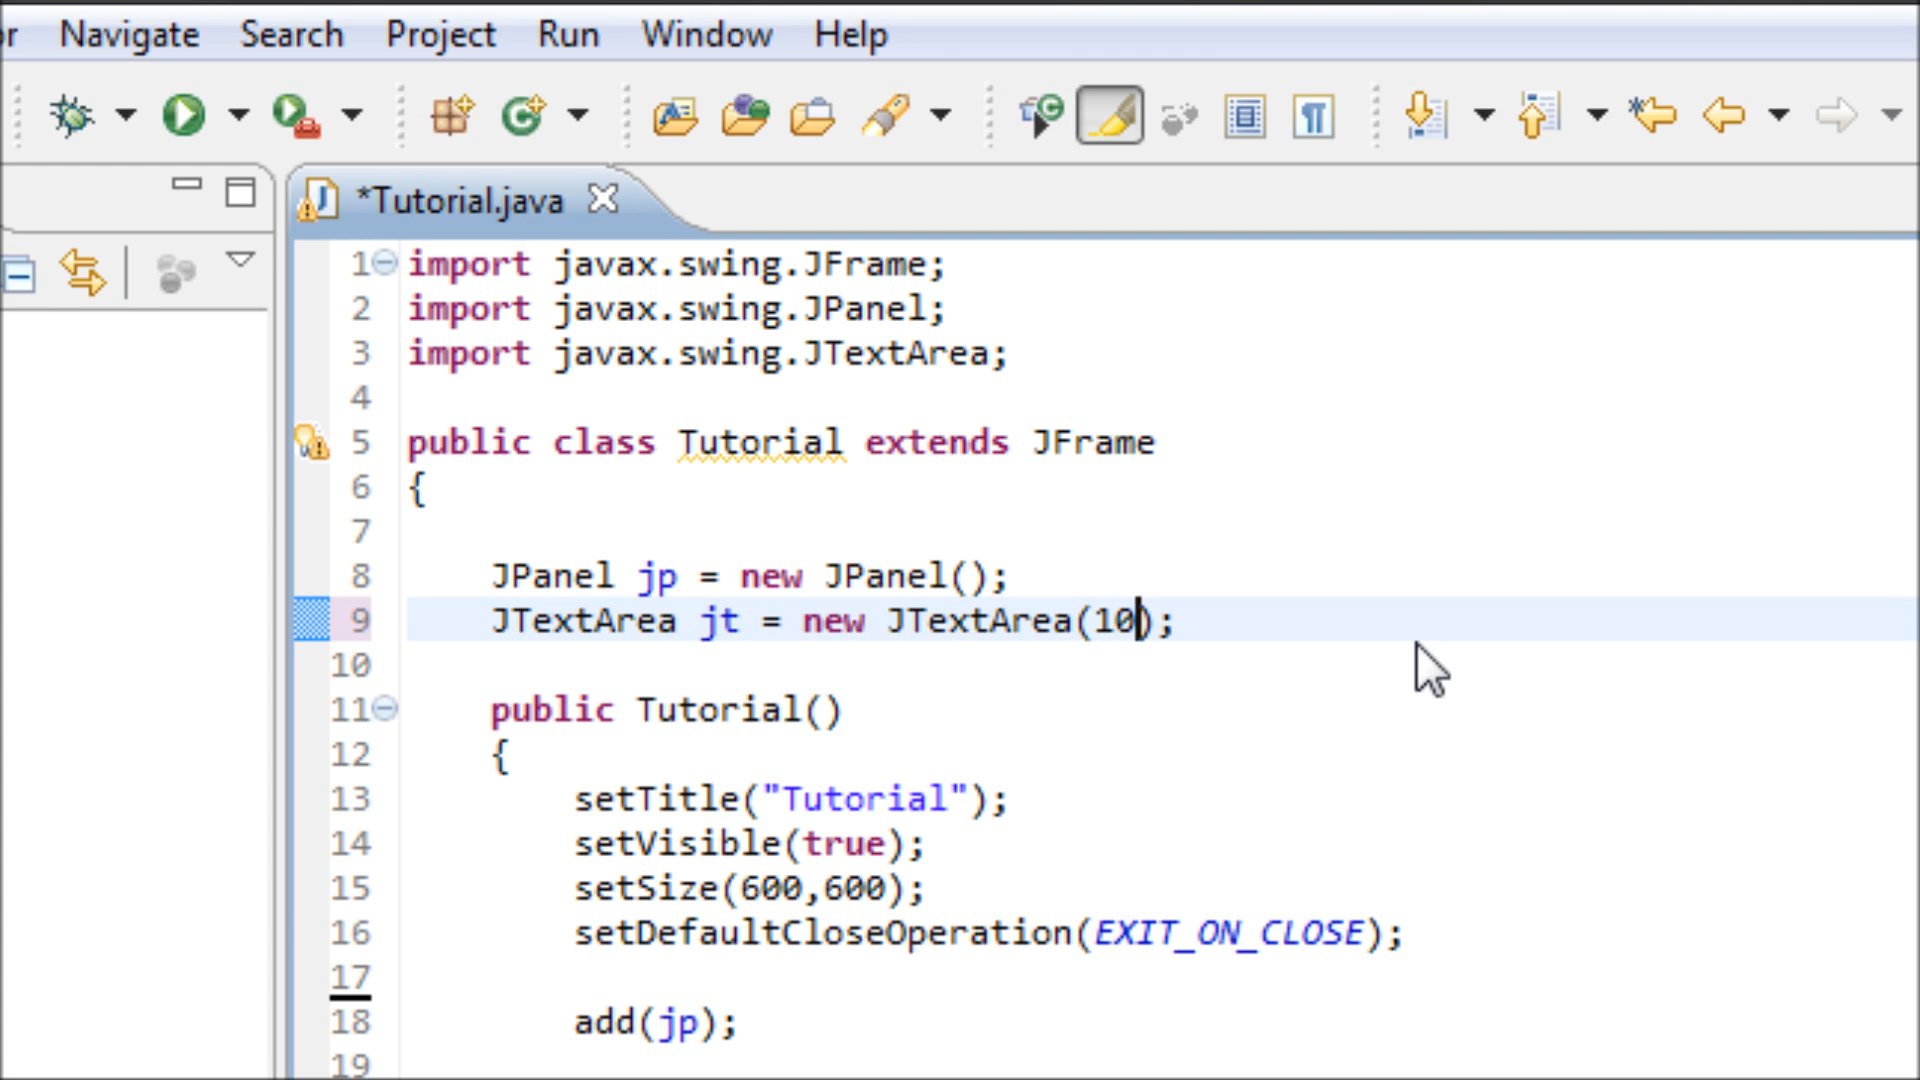 r Navigate Search Project Run Window Help
*Tutorial.java
1 import javax.swing.JFrame;
2 import javax.swing.JPanel;
3 import javax.swing.JTextArea;
4
5 public class Tutorial extends JFrame
6 {
7
8 JPanel jp = new JPanel();
9 JTextArea jt = new JTextArea(10);
10
11 public Tutorial()
12 {
13 setTitle("Tutorial");
14 setVisible(true);
15 setSize(600,600);
16 setDefaultCloseOperation(EXIT_ON_CLOSE);
17
18 add(jp);
19